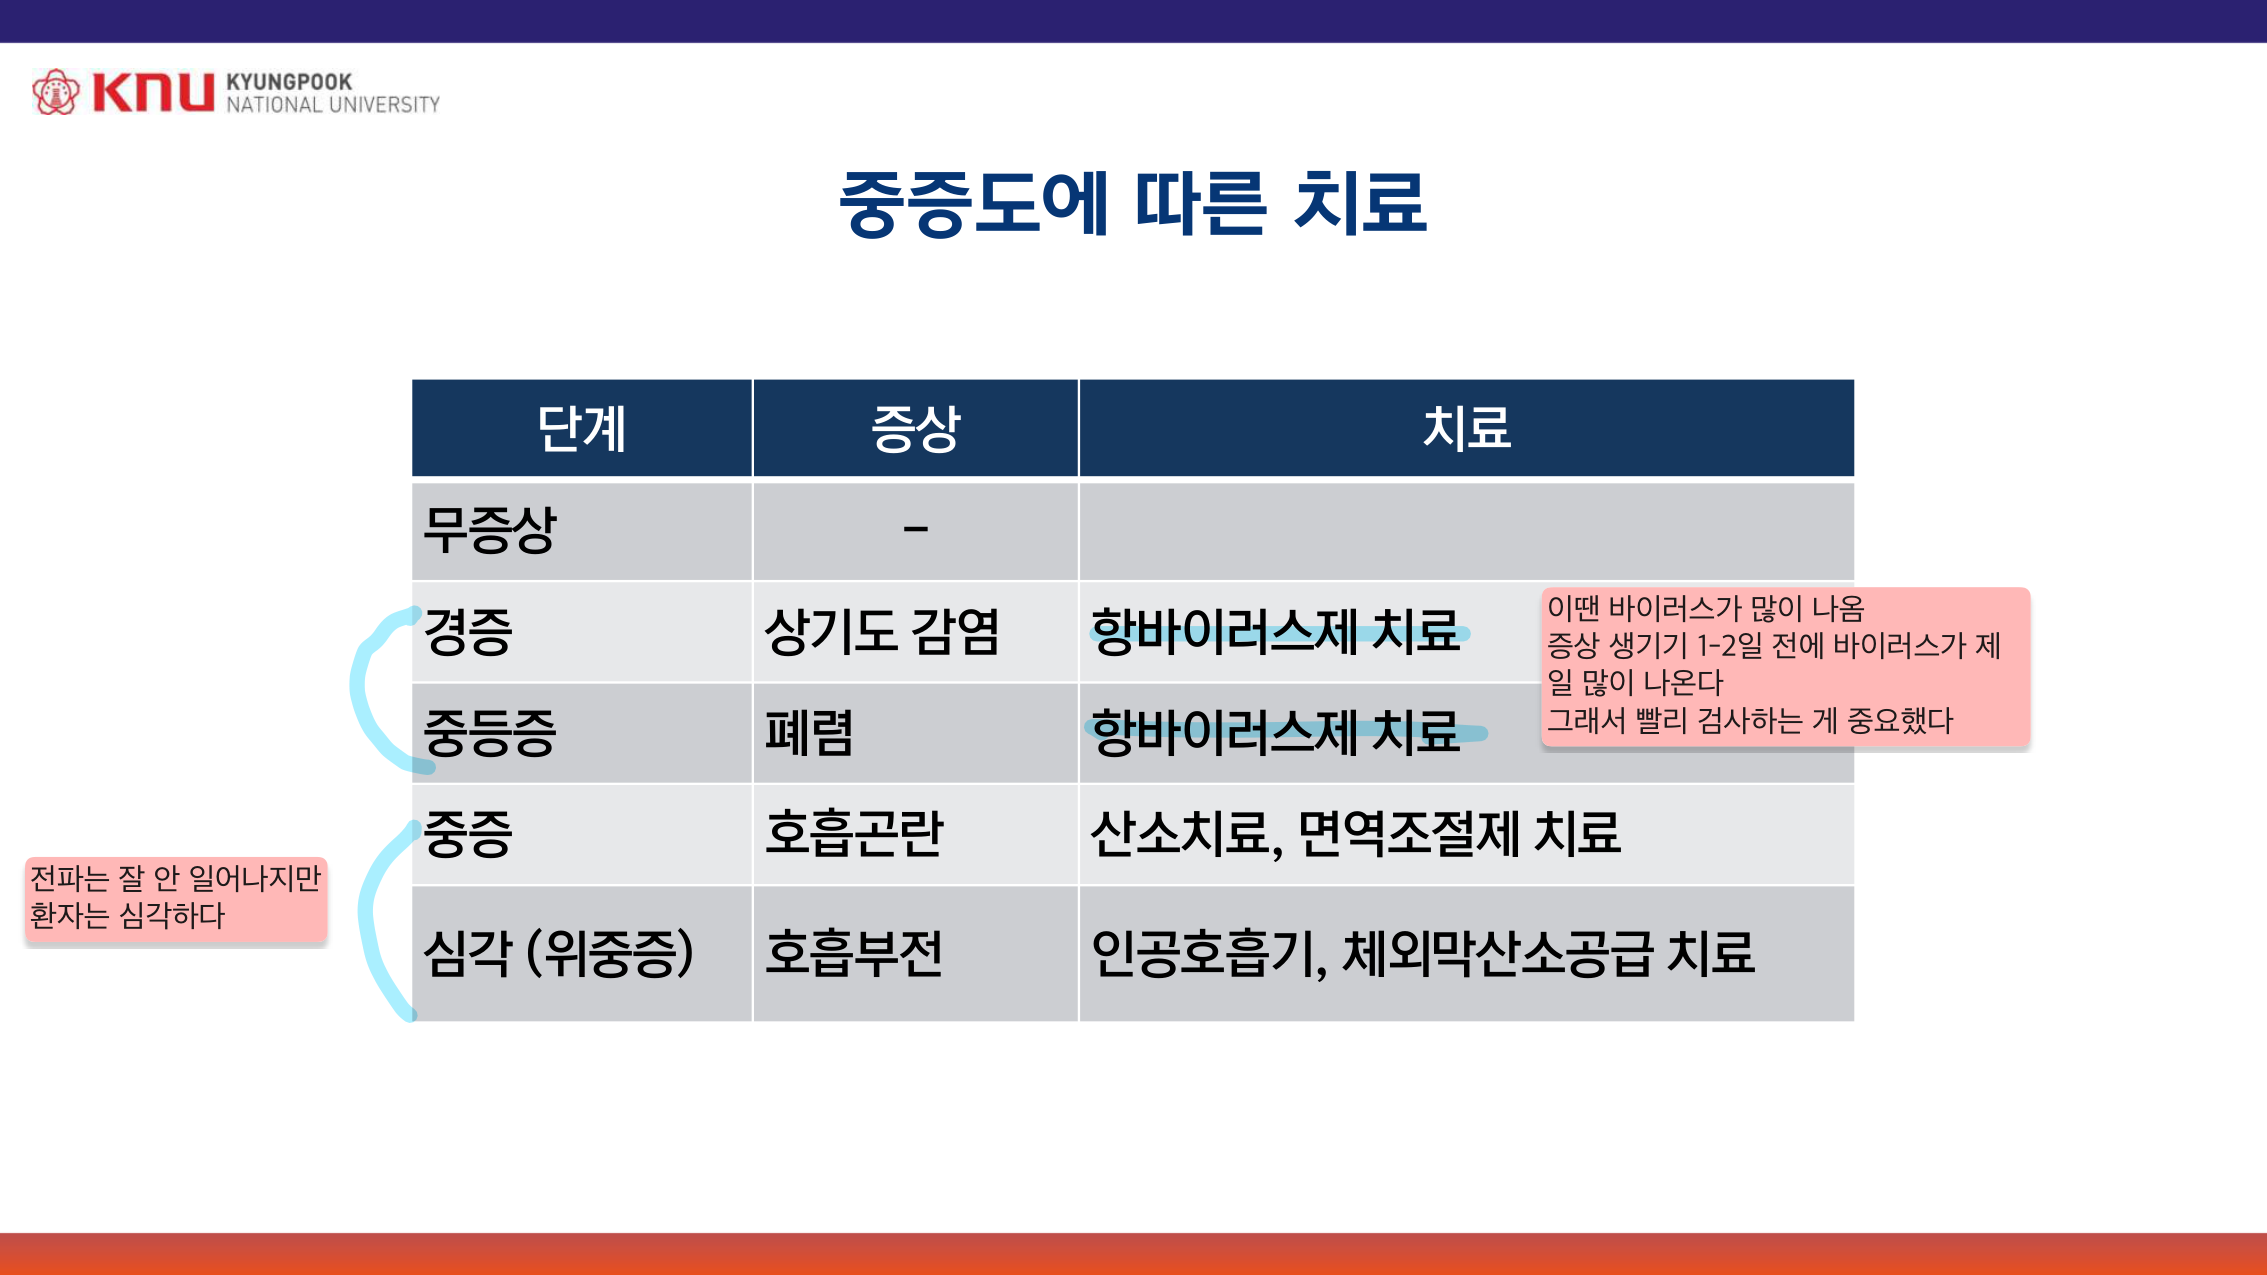 KNU KYUNGPOOK
NATIONAL UNIVERSITY
중증도에 따른 치료
단계 증상 치료
무증상 -
경증 상기도 감염 항바이러스제 치료
중등증 폐렴 항바이러스제 치료
중증 호흡곤란 산소치료, 면역조절제 치료
심각 (위중증) 호흡부전 인공호흡기, 체외막산소공급 치료
이땐 바이러스가 많이 나옴
증상 생기기 1-2일 전에 바이러스가 제
일 많이 나온다
그래서 빨리 검사하는 게 중요했다
전파는 잘 안 일어나지만
환자는 심각하다